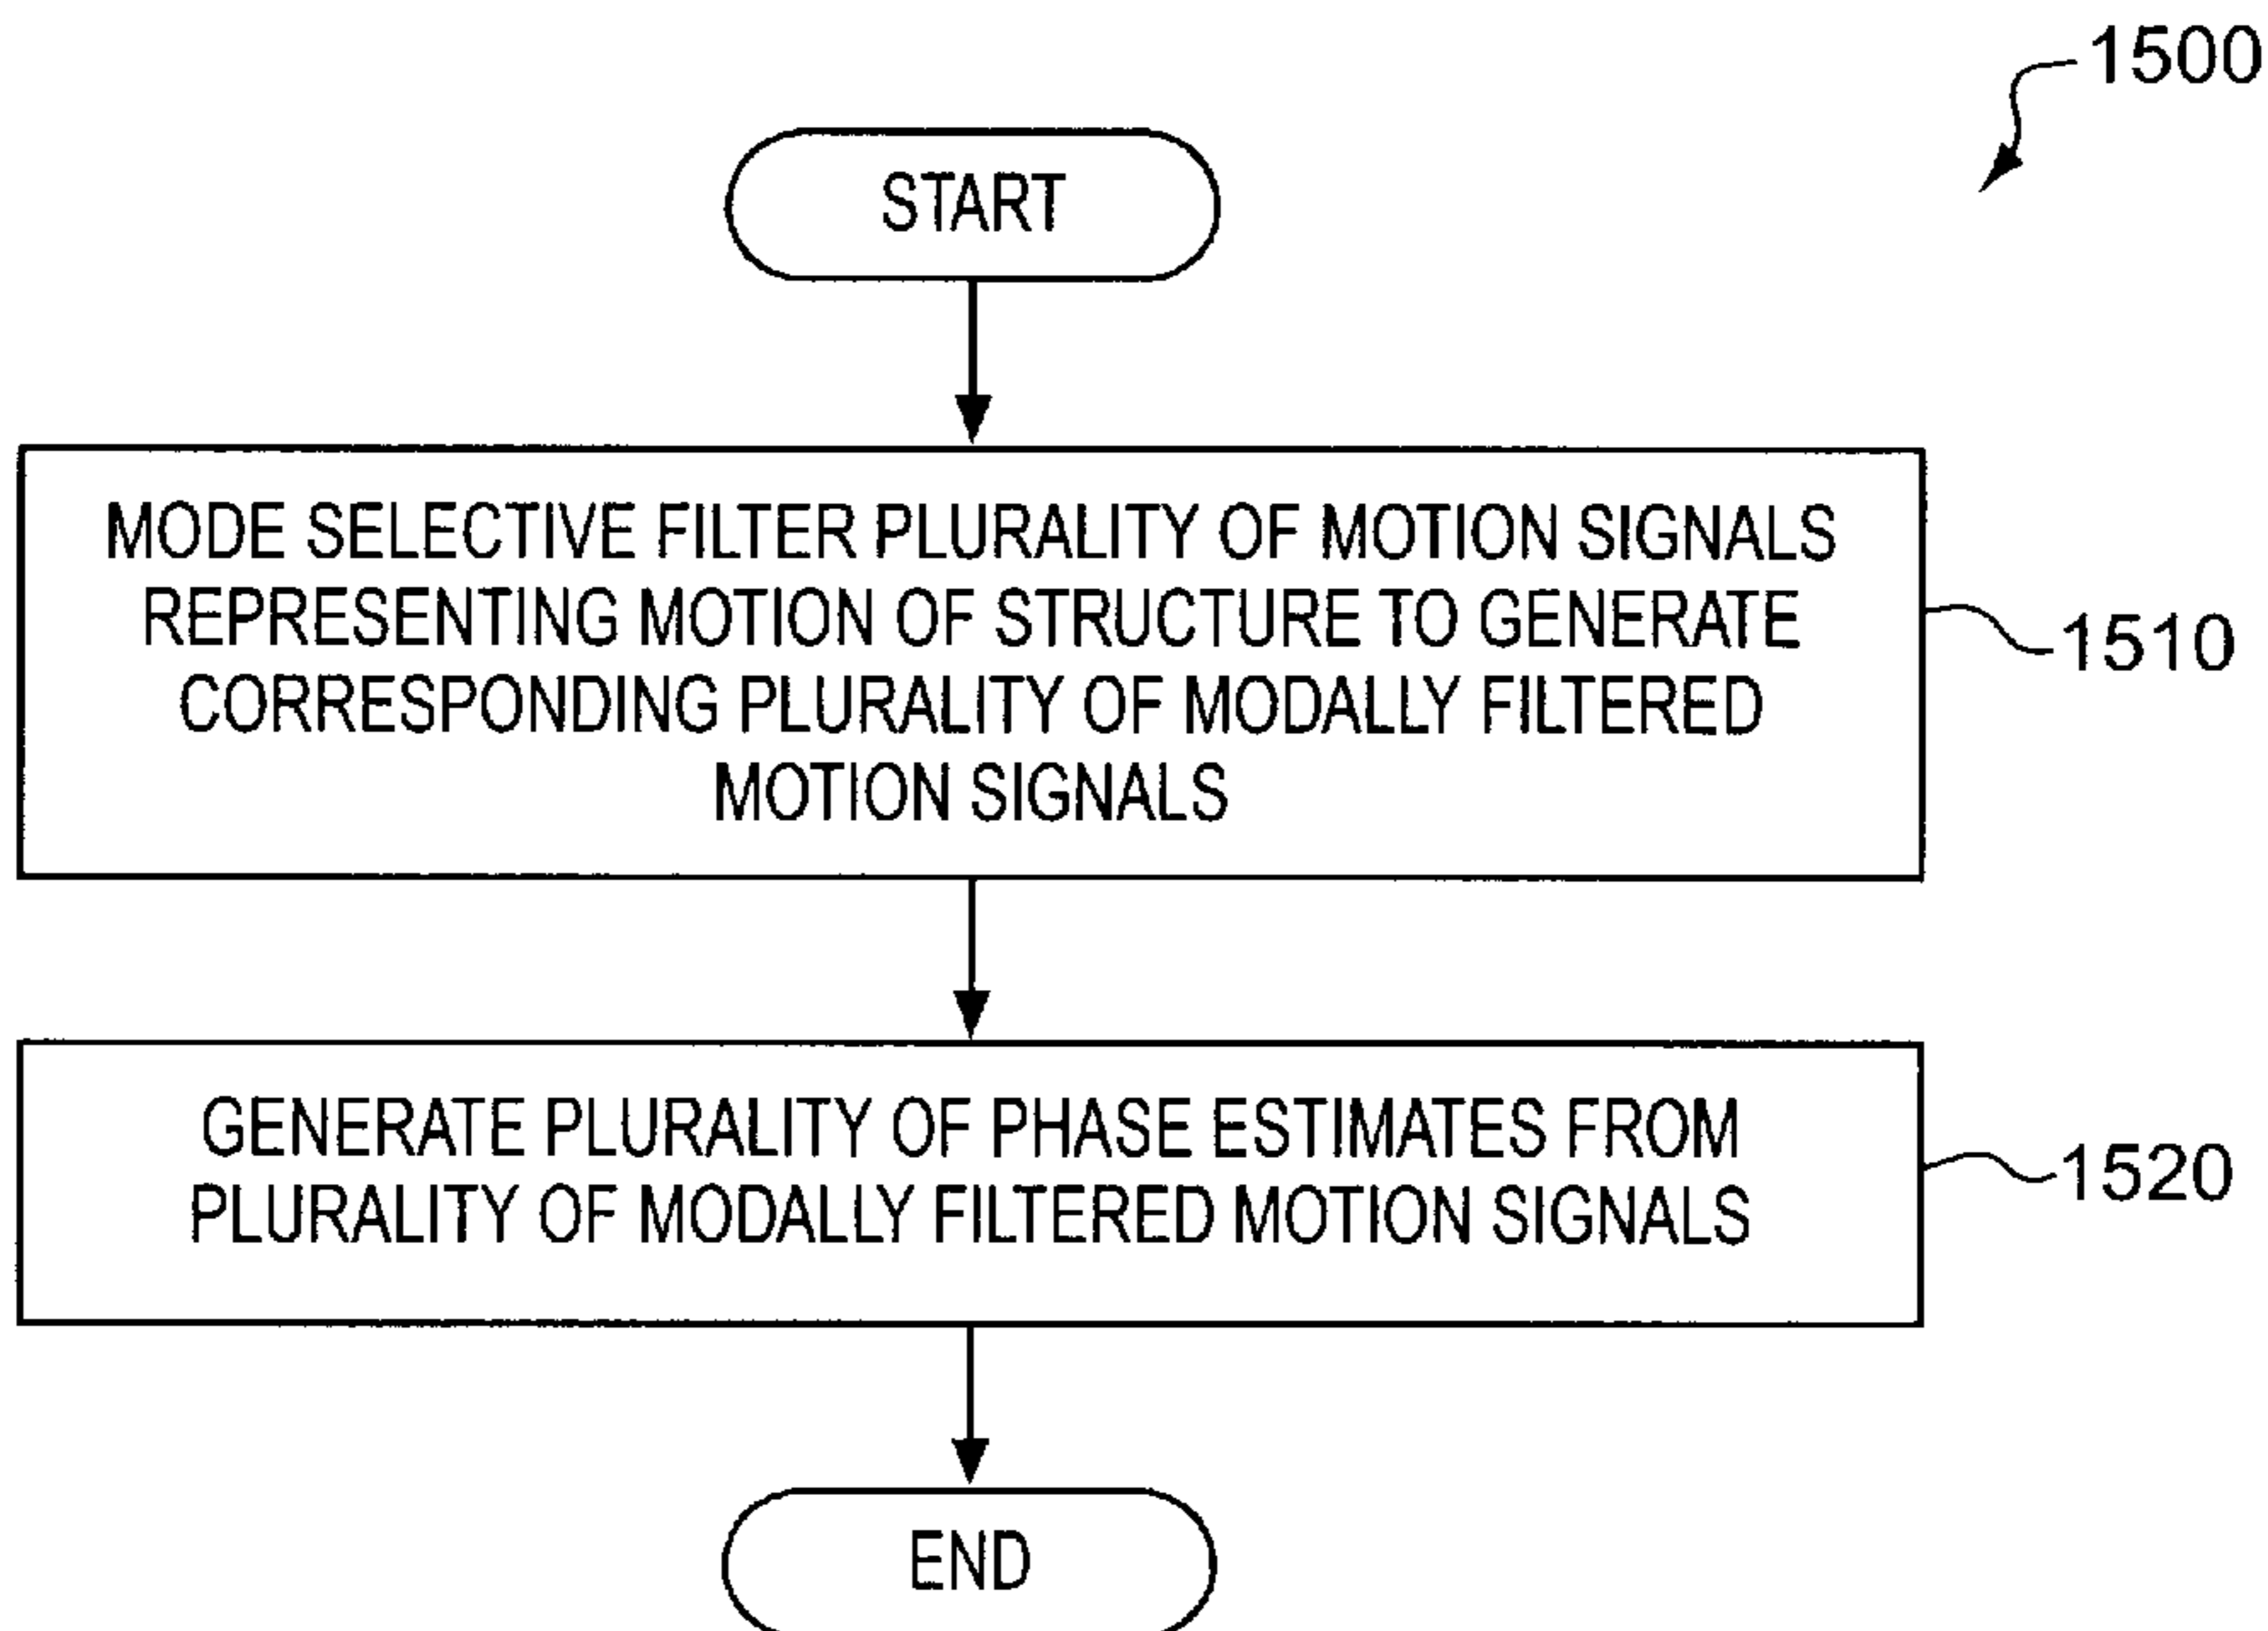 1500
START
MODE SELECTIVE FILTER PLURALITY OF MOTION SIGNALS
REPRESENTING MOTION OF STRUCTURE TO GENERATE
CORRESPONDING PLURALITY OF MODALLY FILTERED
MOTION SIGNALS
1510
GENERATE PLURALITY OF PHASE ESTIMATES FROM
PLURALITY OF MODALLY FILTERED MOTION SIGNALS
1520
END